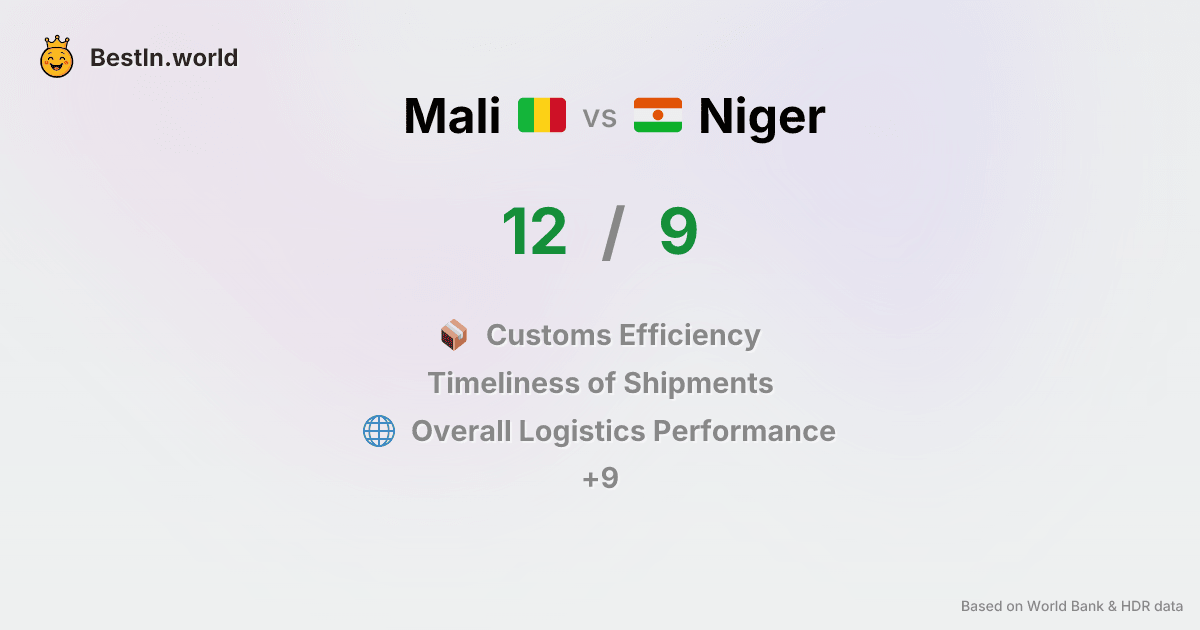 BestIn.world
Mali vs Niger
12 / 9
Customs Efficiency
Timeliness of Shipments
Overall Logistics Performance
+9
Based on World Bank & HDR data